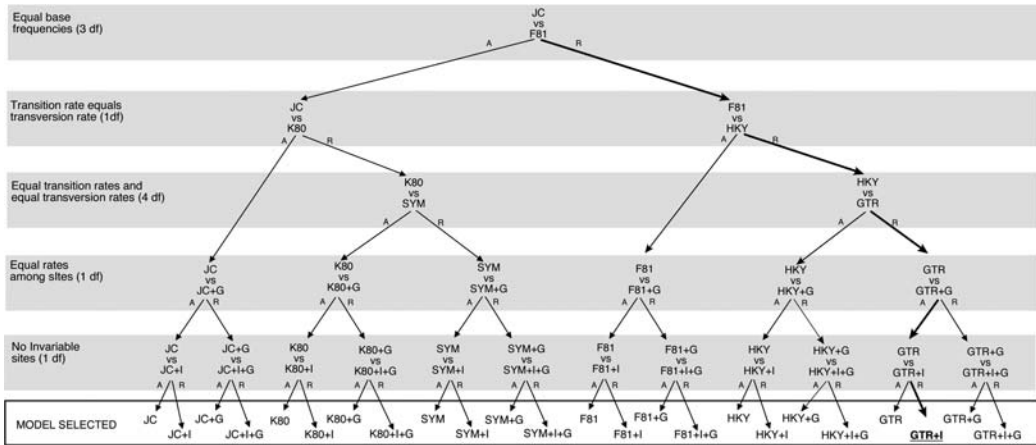 Equal base
frequencies (3 df)
JC
vs
F81
A
R
Transition rate equals
transversion rate (1df)
JC
vs
K80
A
R
F81
vs
HKY
A
R
Equal transition rates and
equal transversion rates (4 df)
K80
vs
SYM
A
R
HKY
vs
GTR
A
R
Equal rates
among sites (1 df)
JC
vs
JC+G
A
R
K80
vs
K80+G
A
R
SYM
vs
SYM+G
A
R
F81
vs
F81+G
A
R
HKY
vs
HKY+G
A
R
GTR
vs
GTR+G
A
R
No Invariable
sites (1 df)
JC
vs
JC+I
A
R
JC+G
vs
JC+I+G
A
R
K80
vs
K80+I
A
R
K80+G
vs
K80+I+G
A
R
SYM
vs
SYM+I
A
R
SYM+G
vs
SYM+I+G
A
R
F81
vs
F81+I
A
R
F81+G
vs
F81+I+G
A
R
HKY
vs
HKY+I
A
R
HKY+G
vs
HKY+I+G
A
R
GTR
vs
GTR+I
A
R
GTR+G
vs
GTR+I+G
A
R
MODEL SELECTED
JC
JC+I
JC+G
JC+I+G
K80
K80+I
K80+G
K80+I+G
SYM
SYM+I
SYM+G
SYM+I+G
F81
F81+I
F81+G
F81+I+G
HKY
HKY+I
HKY+G
HKY+I+G
GTR
GTR+I
GTR+G
GTR+I+G